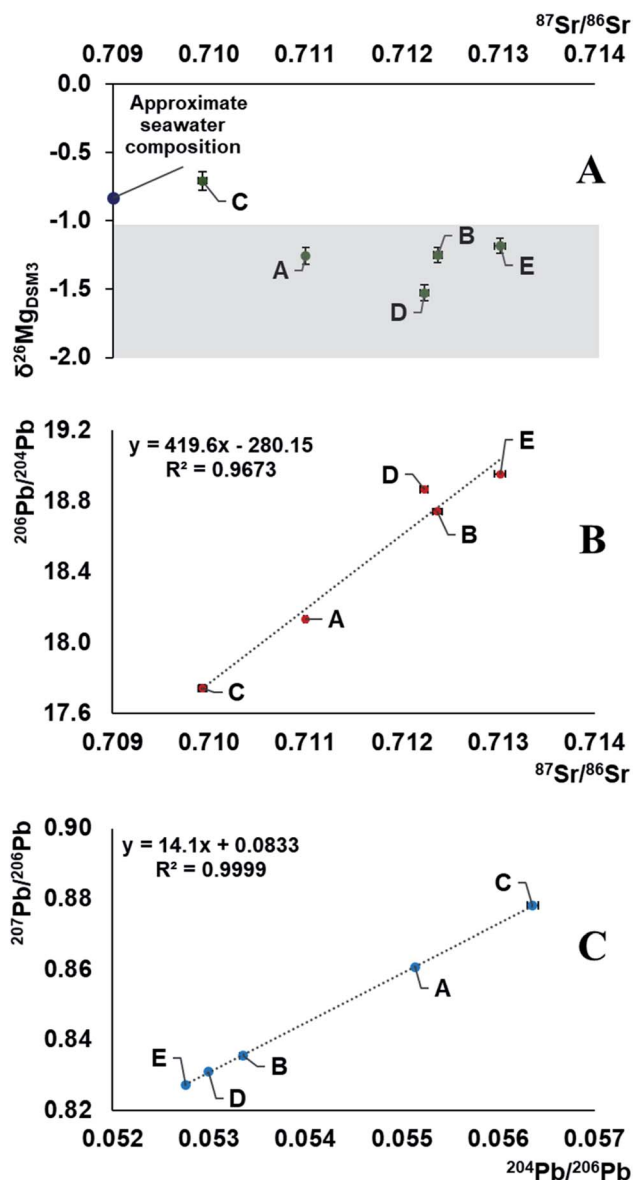 ⁸⁷Sr/⁸⁶Sr
0.709 0.710 0.711 0.712 0.713 0.714
0.0
Approximate
seawater
composition
A
-0.5
C
-1.0
B
A
E
-1.5
D
-2.0
δ²⁶Mg_DSM3
19.2
y = 419.6x - 280.15
R² = 0.9673
E
D
18.8
B
B
18.4
A
18.0
C
17.6
²⁰⁶Pb/²⁰⁴Pb
0.709 0.710 0.711 0.712 0.713 0.714
⁸⁷Sr/⁸⁶Sr
0.90
y = 14.1x + 0.0833
R² = 0.9999
C
0.88
C
0.86
A
0.84
E
B
D
0.82
²⁰⁷Pb/²⁰⁶Pb
0.052 0.053 0.054 0.055 0.056 0.057
²⁰⁴Pb/²⁰⁶Pb